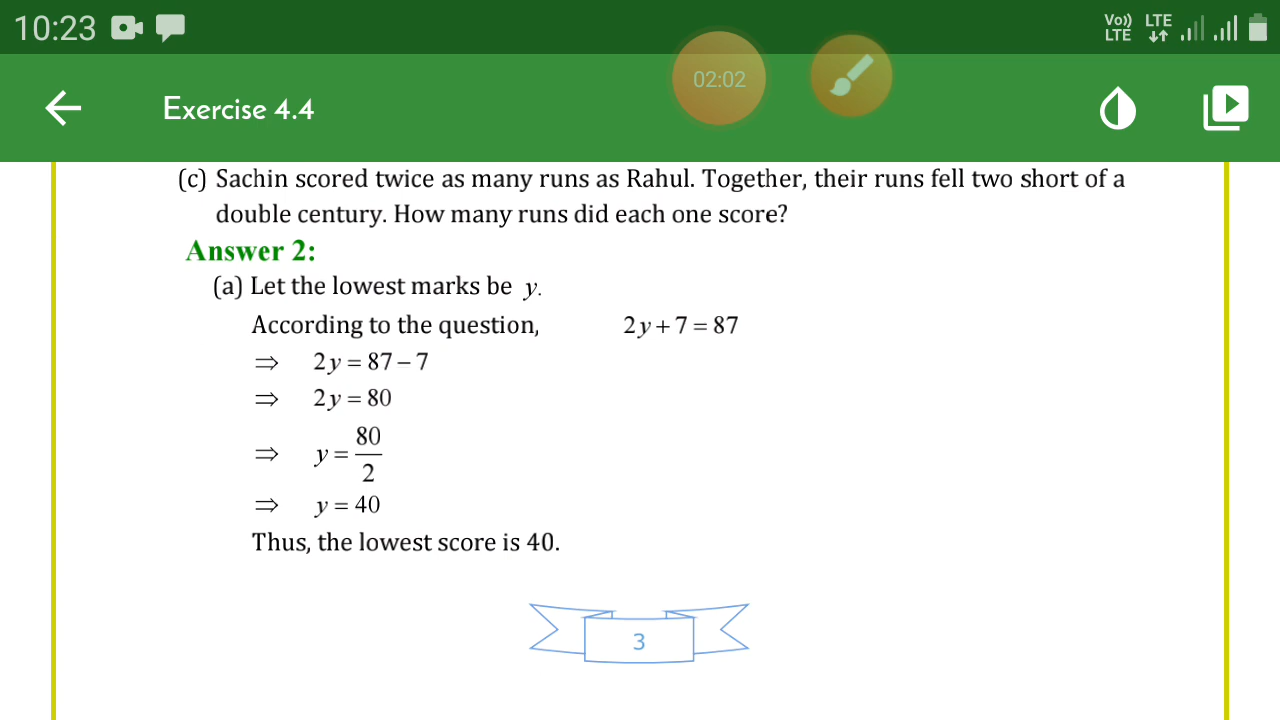 10:23
Vo)) LTE LTE
02:02
Exercise 4.4
(c) Sachin scored twice as many runs as Rahul. Together, their runs fell two short of a
double century. How many runs did each one score?
Answer 2:
(a) Let the lowest marks be y.
According to the question, 2y + 7 = 87
⇒ 2y = 87 – 7
⇒ 2y = 80
⇒ y = 80/2
⇒ y = 40
Thus, the lowest score is 40.
3